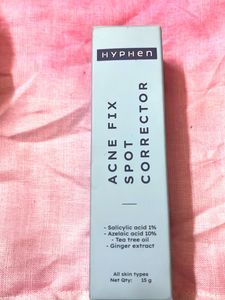 HYPHEN
ACNE FIX
SPOT
CORRECTOR
- Salicylic acid 1%
- Azelaic acid 10%
- Tea tree oil
- Ginger extract
All skin types
Net Qty: 15 g